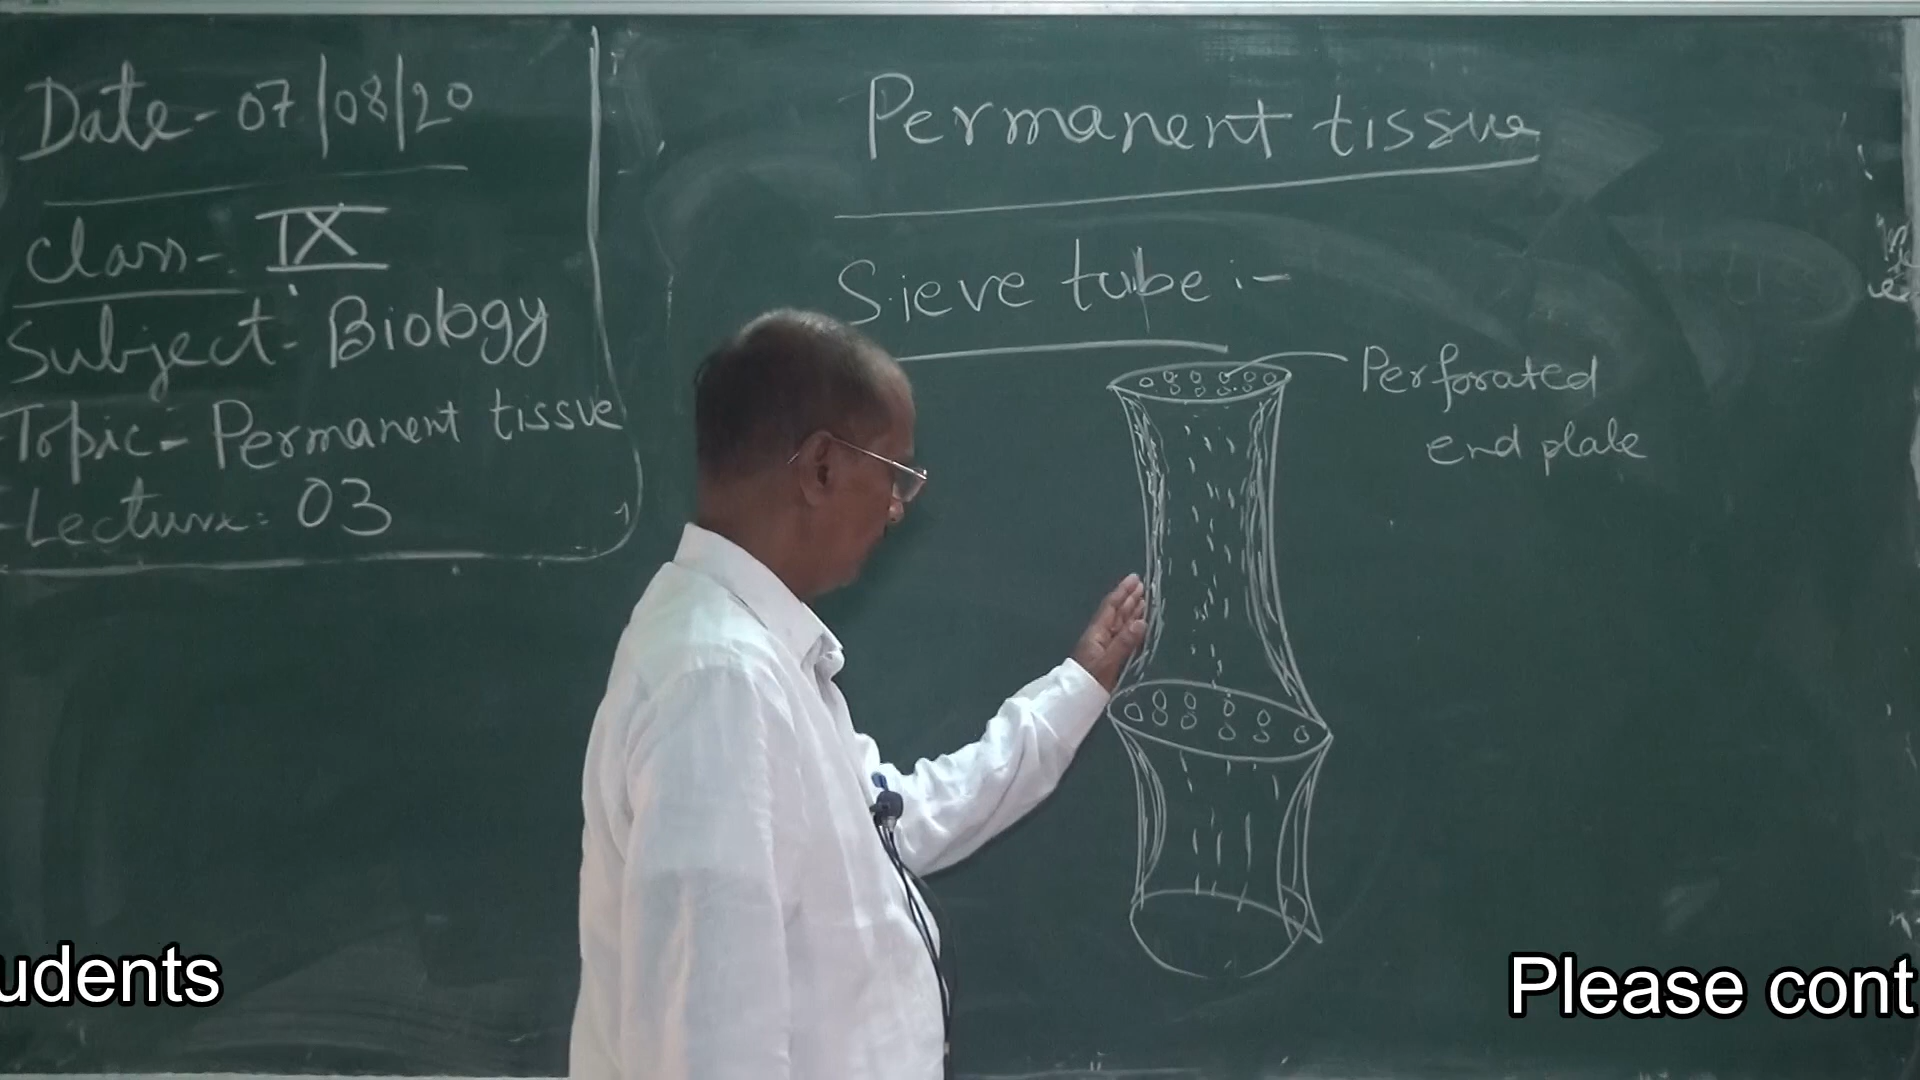 Date- 07/08/20
Class- IX
Subject- Biology
Topic- Permanent tissue
Lecture: 03
Permanent tissue
Sieve tube :-
Perforated
end plate
udents
Please cont